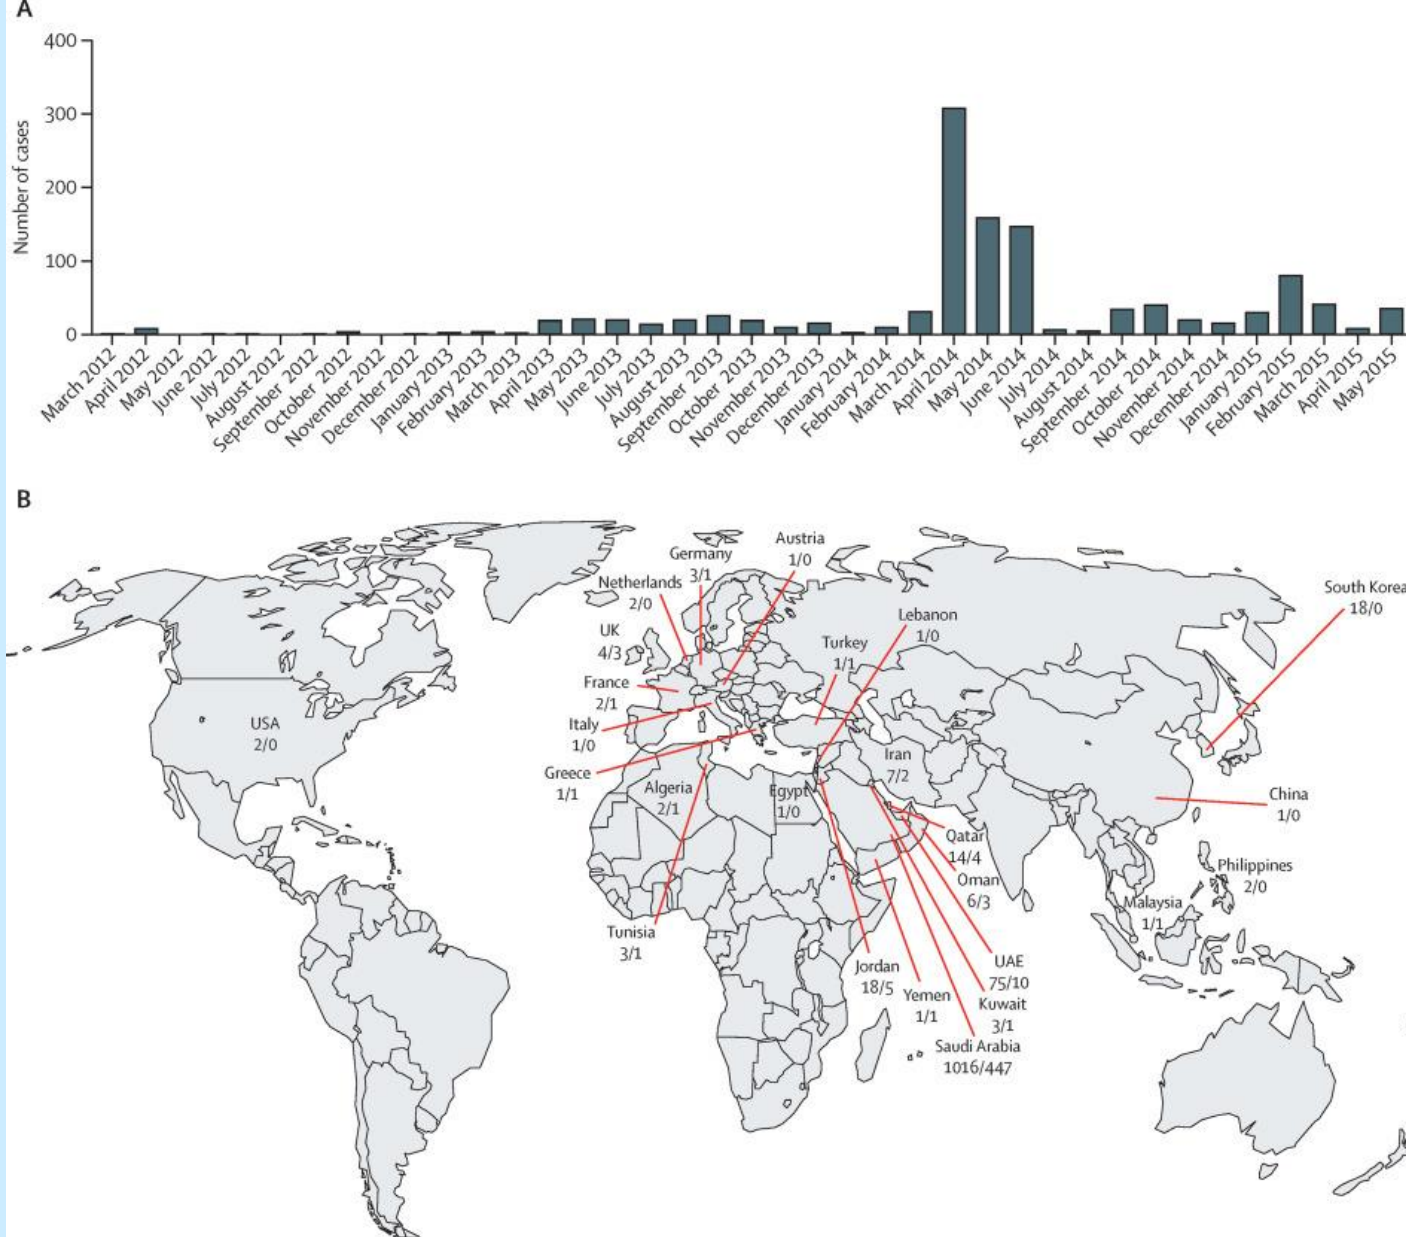 A
400
300
200
100
0
Number of cases
March 2012
April 2012
May 2012
June 2012
July 2012
August 2012
September 2012
October 2012
November 2012
December 2012
January 2013
February 2013
March 2013
April 2013
May 2013
June 2013
July 2013
August 2013
September 2013
October 2013
November 2013
December 2013
January 2014
February 2014
March 2014
April 2014
May 2014
June 2014
July 2014
August 2014
September 2014
October 2014
November 2014
December 2014
January 2015
February 2015
March 2015
April 2015
May 2015
B
Austria
1/0
Germany
3/1
Netherlands
2/0
South Korea
18/0
Lebanon
1/0
UK
4/3
Turkey
1/1
France
2/1
USA
2/0
Italy
1/0
Iran
7/2
Greece
1/1
Algeria
2/1
Egypt
1/0
China
1/0
Qatar
14/4
Philippines
2/0
Oman
6/3
Malaysia
1/1
Tunisia
3/1
Jordan
18/5
UAE
75/10
Yemen
1/1
Kuwait
3/1
Saudi Arabia
1016/447